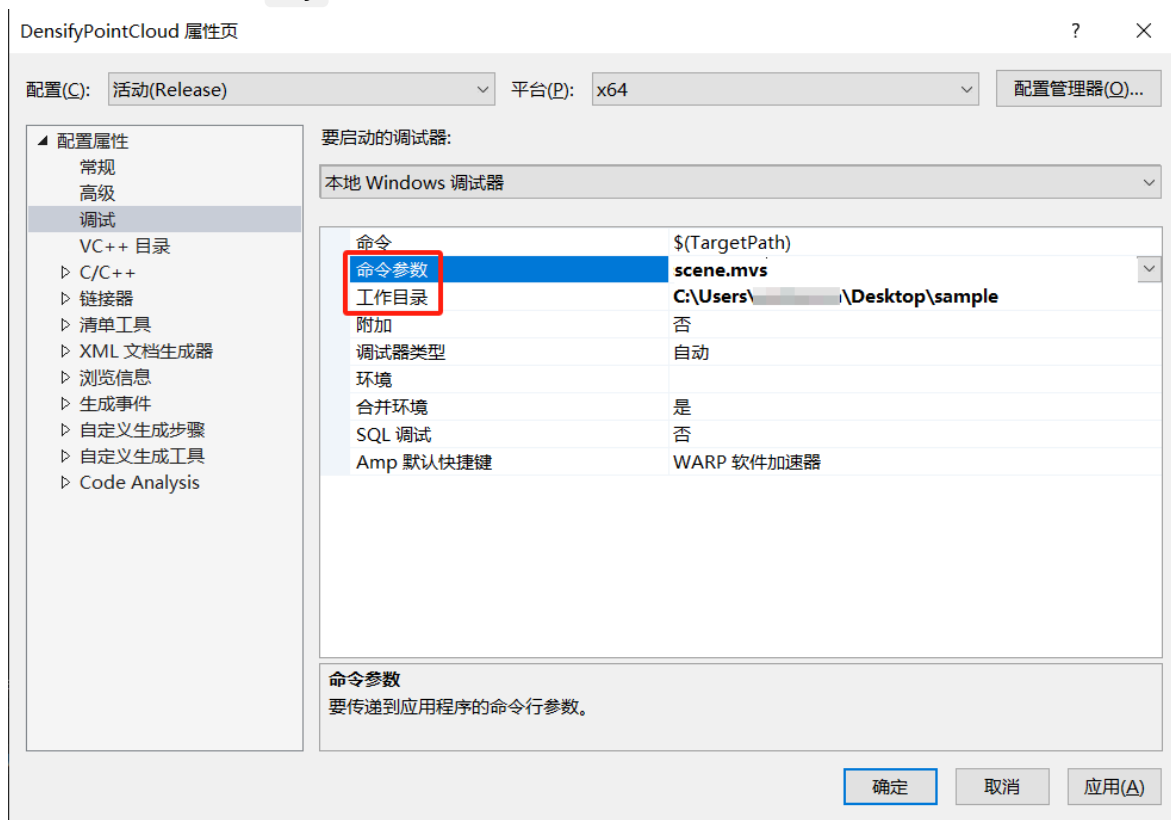 DensifyPointCloud 属性页
?
配置(C): 活动(Release) 平台(P): x64 配置管理器(O)...
配置属性
常规
高级
调试
VC++ 目录
C/C++
链接器
清单工具
XML 文档生成器
浏览信息
生成事件
自定义生成步骤
自定义生成工具
Code Analysis
要启动的调试器:
本地 Windows 调试器
命令 $(TargetPath)
命令参数 scene.mvs
工作目录 C:\Users\ \Desktop\sample
附加 否
调试器类型 自动
环境
合并环境 是
SQL 调试 否
Amp 默认快捷键 WARP 软件加速器
命令参数
要传递到应用程序的命令行参数。
确定 取消 应用(A)